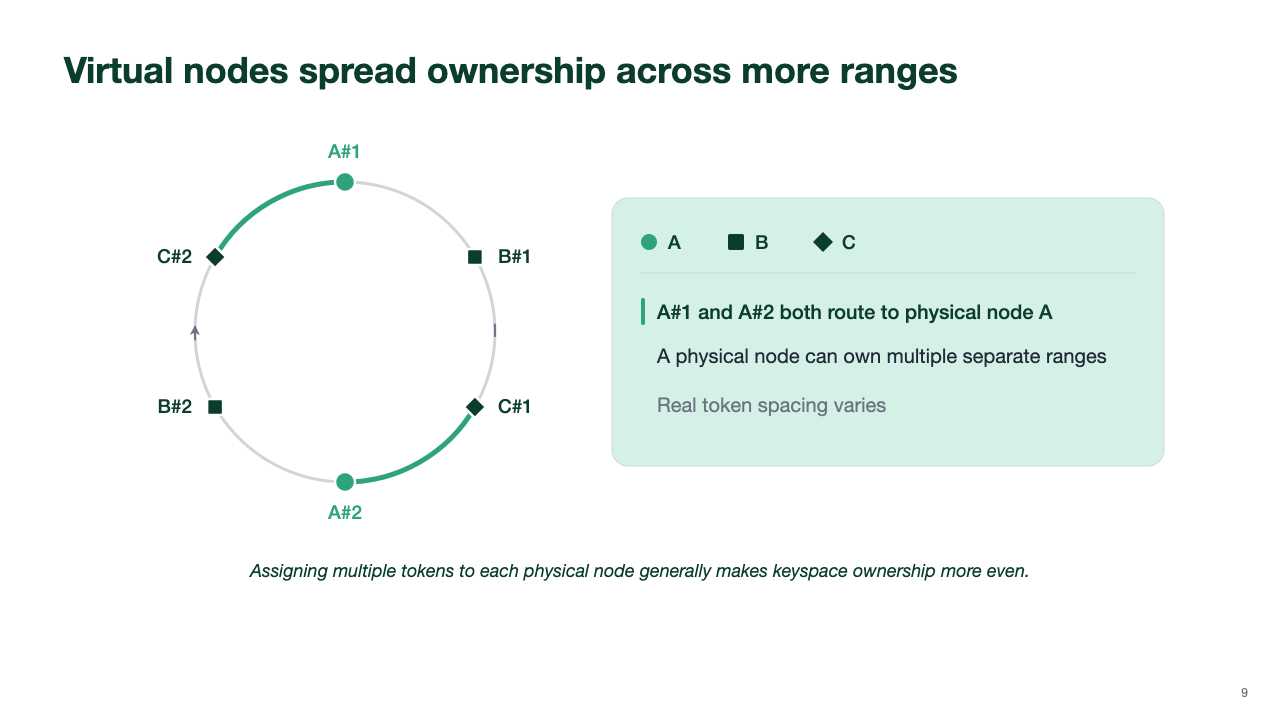 Virtual nodes spread ownership across more ranges
A#1
C#2
B#1
B#2
C#1
A#2
A B C
A#1 and A#2 both route to physical node A
A physical node can own multiple separate ranges
Real token spacing varies
Assigning multiple tokens to each physical node generally makes keyspace ownership more even.
9